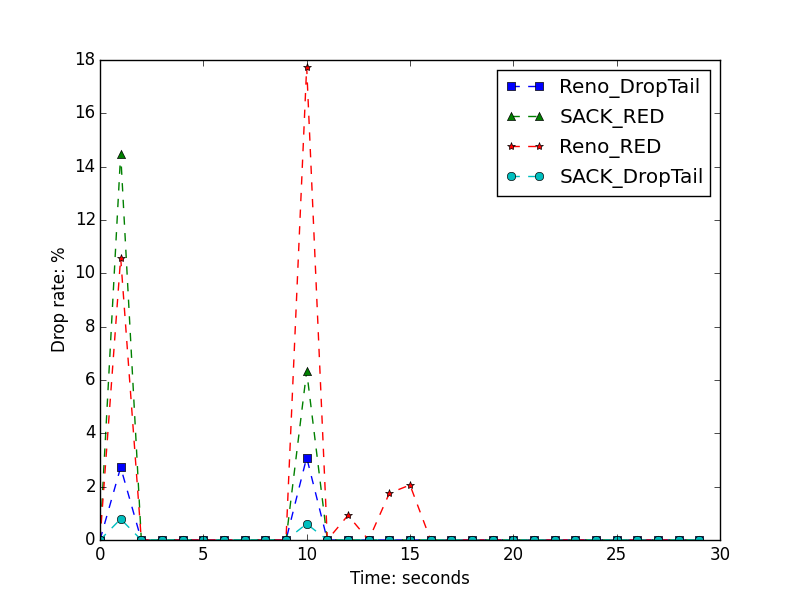 18
16
14
12
10
8
6
4
2
0
Drop rate: %
Reno_DropTail
SACK_RED
Reno_RED
SACK_DropTail
0 5 10 15 20 25 30
Time: seconds